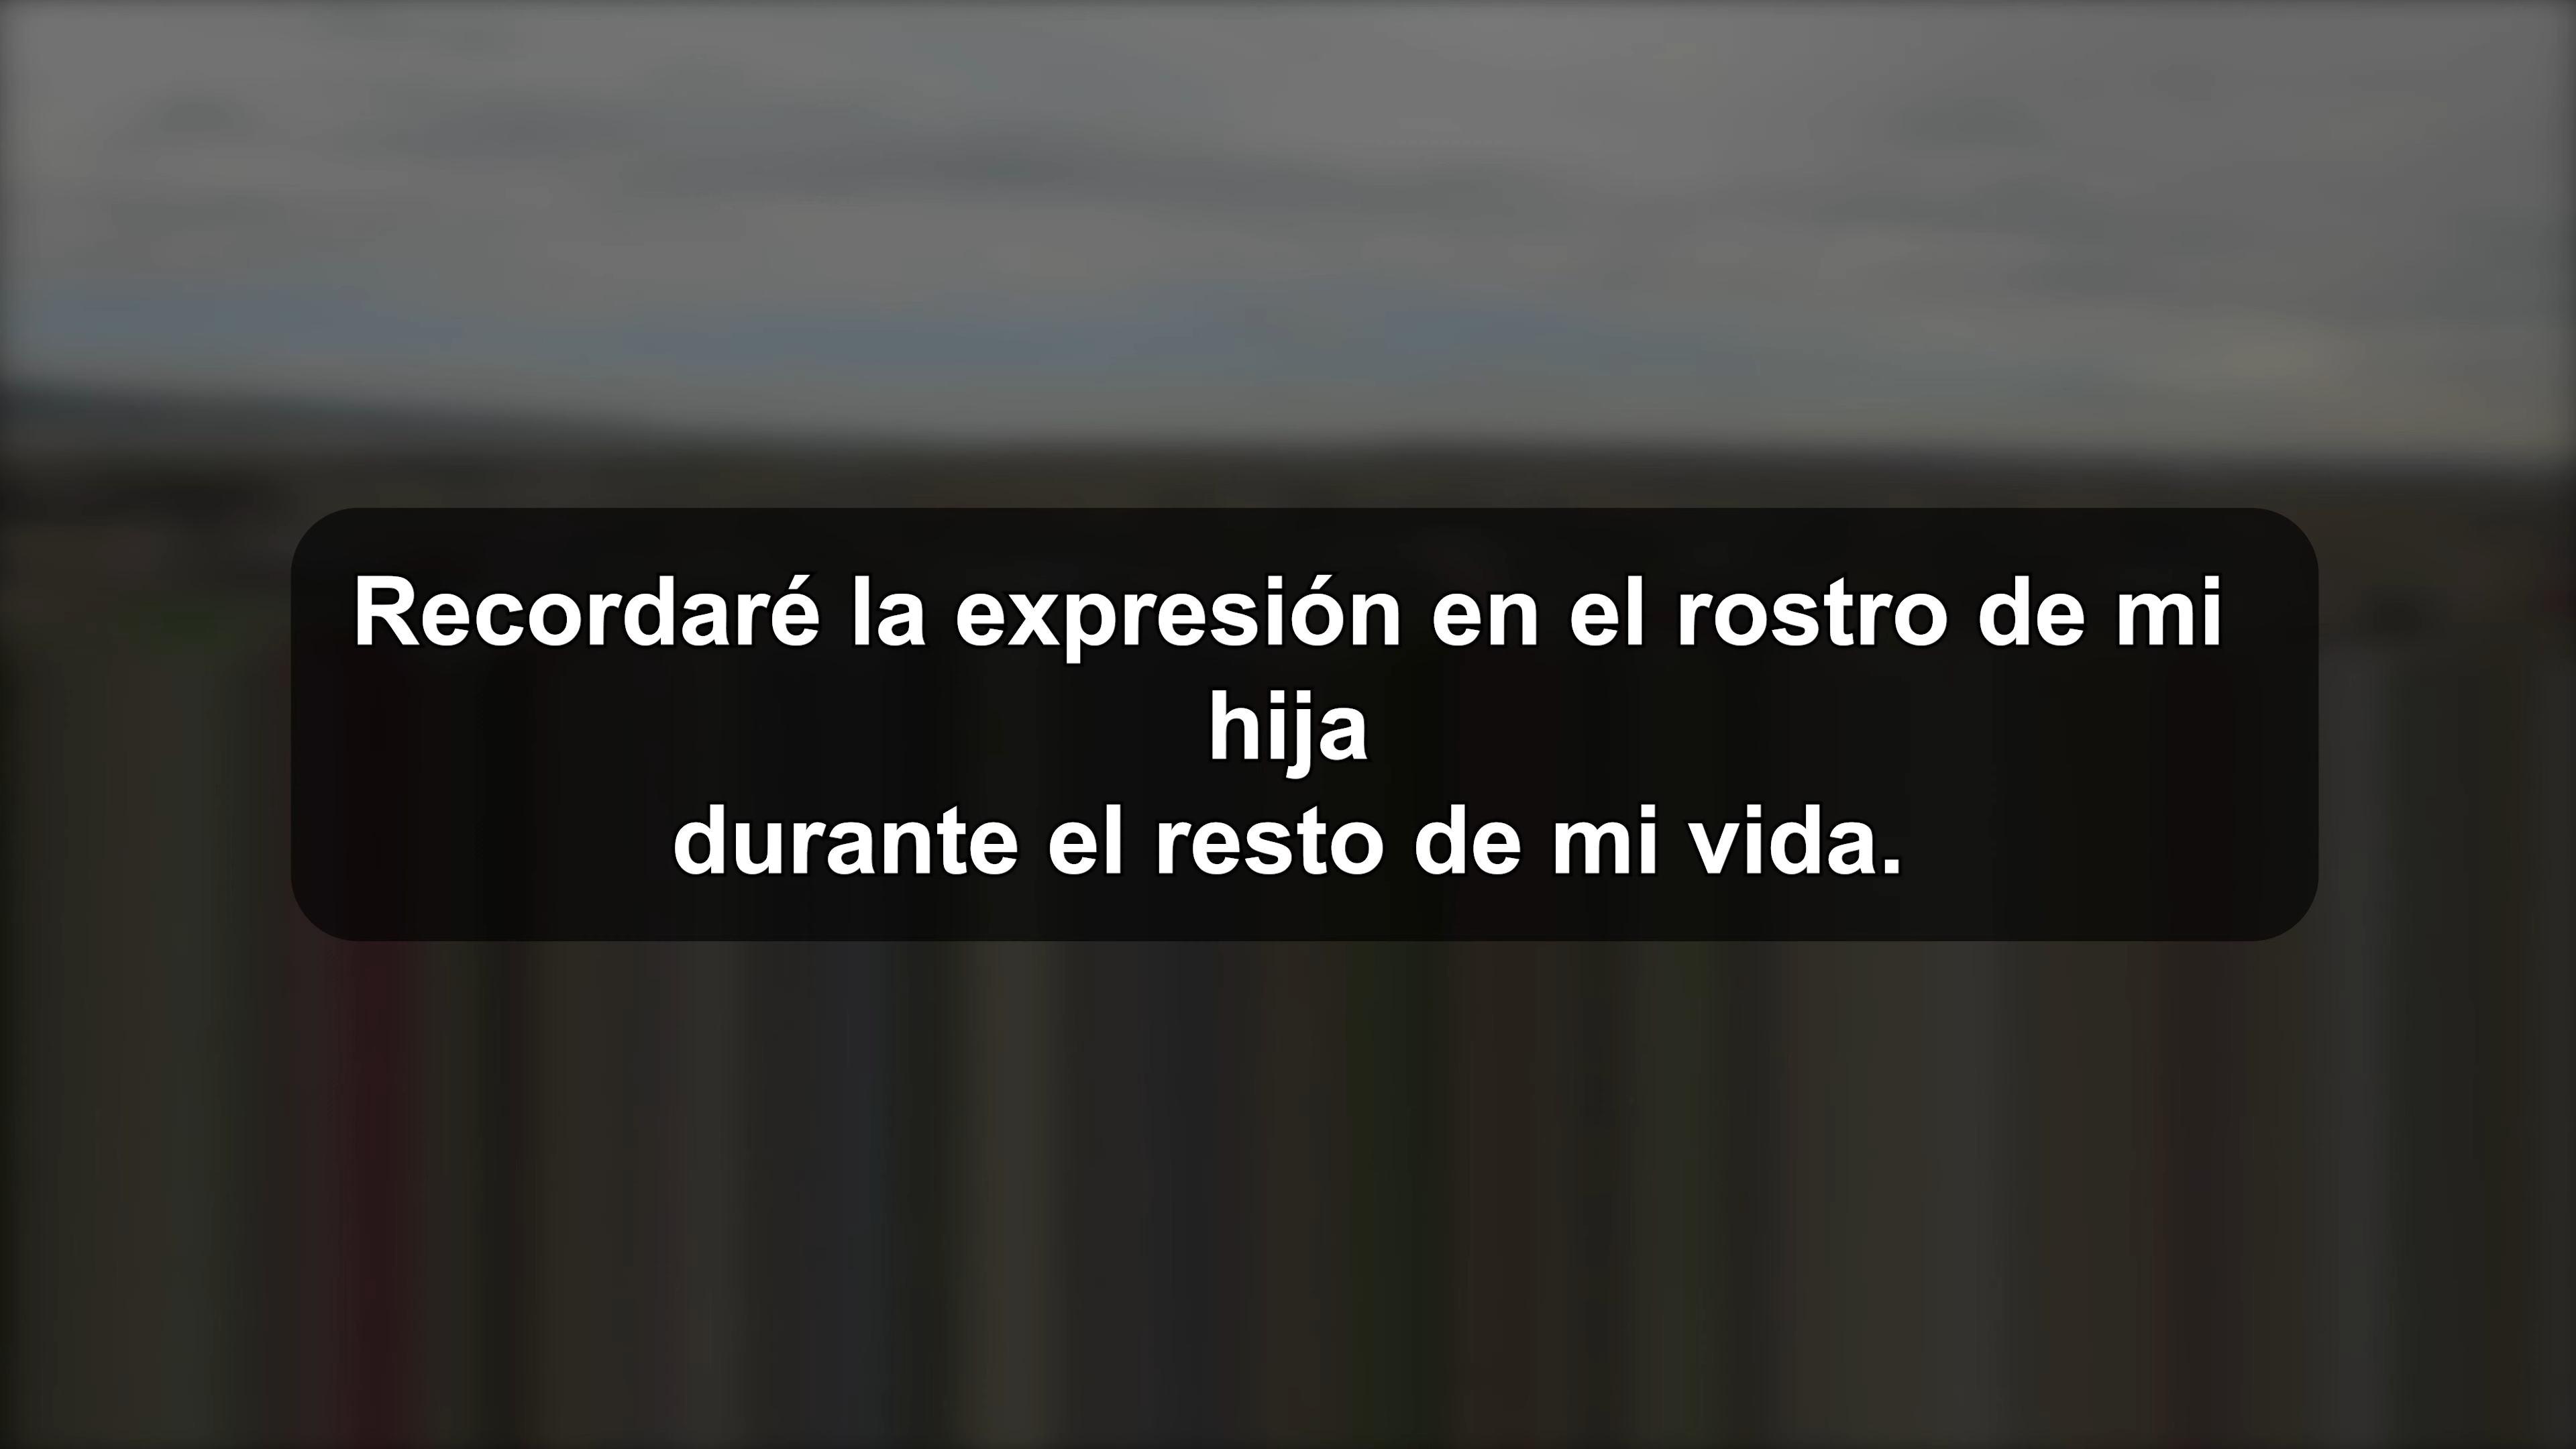 Recordaré la expresión en el rostro de mi
hija
durante el resto de mi vida.